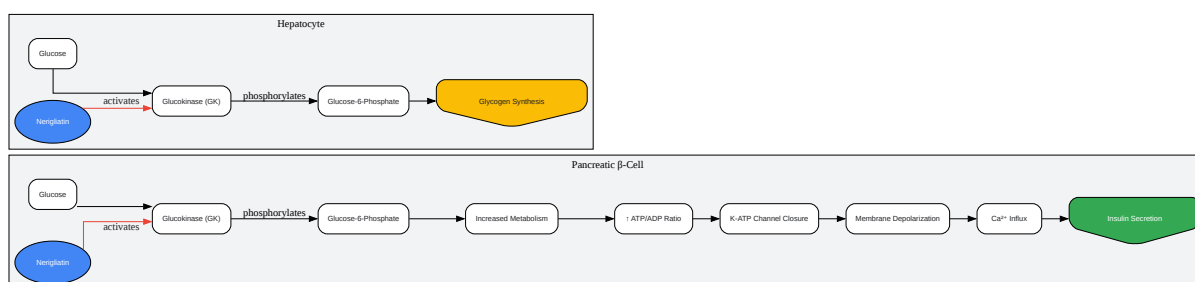 Hepatocyte
Glucose
activates
Nerigliatin
Glucokinase (GK)
phosphorylates
Glucose-6-Phosphate
Glycogen Synthesis
Pancreatic β-Cell
Glucose
activates
Nerigliatin
Glucokinase (GK)
phosphorylates
Glucose-6-Phosphate
Increased Metabolism
↑ ATP/ADP Ratio
K-ATP Channel Closure
Membrane Depolarization
Ca²⁺ Influx
Insulin Secretion